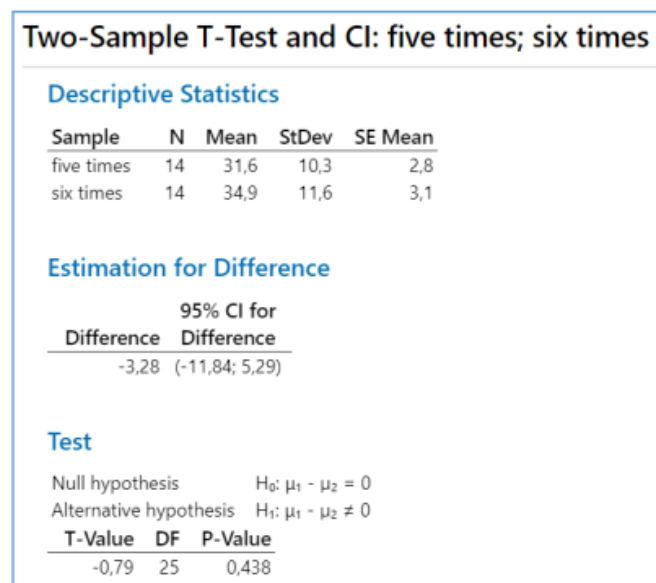 Two-Sample T-Test and CI: five times; six times
Descriptive Statistics
Sample N Mean StDev SE Mean
five times 14 31,6 10,3 2,8
six times 14 34,9 11,6 3,1
Estimation for Difference
95% CI for
Difference Difference
-3,28 (-11,84; 5,29)
Test
Null hypothesis H₀: μ₁ - µ₂ = 0
Alternative hypothesis H₁: μ₁ - µ₂ ≠ 0
T-Value DF P-Value
-0,79 25 0,438